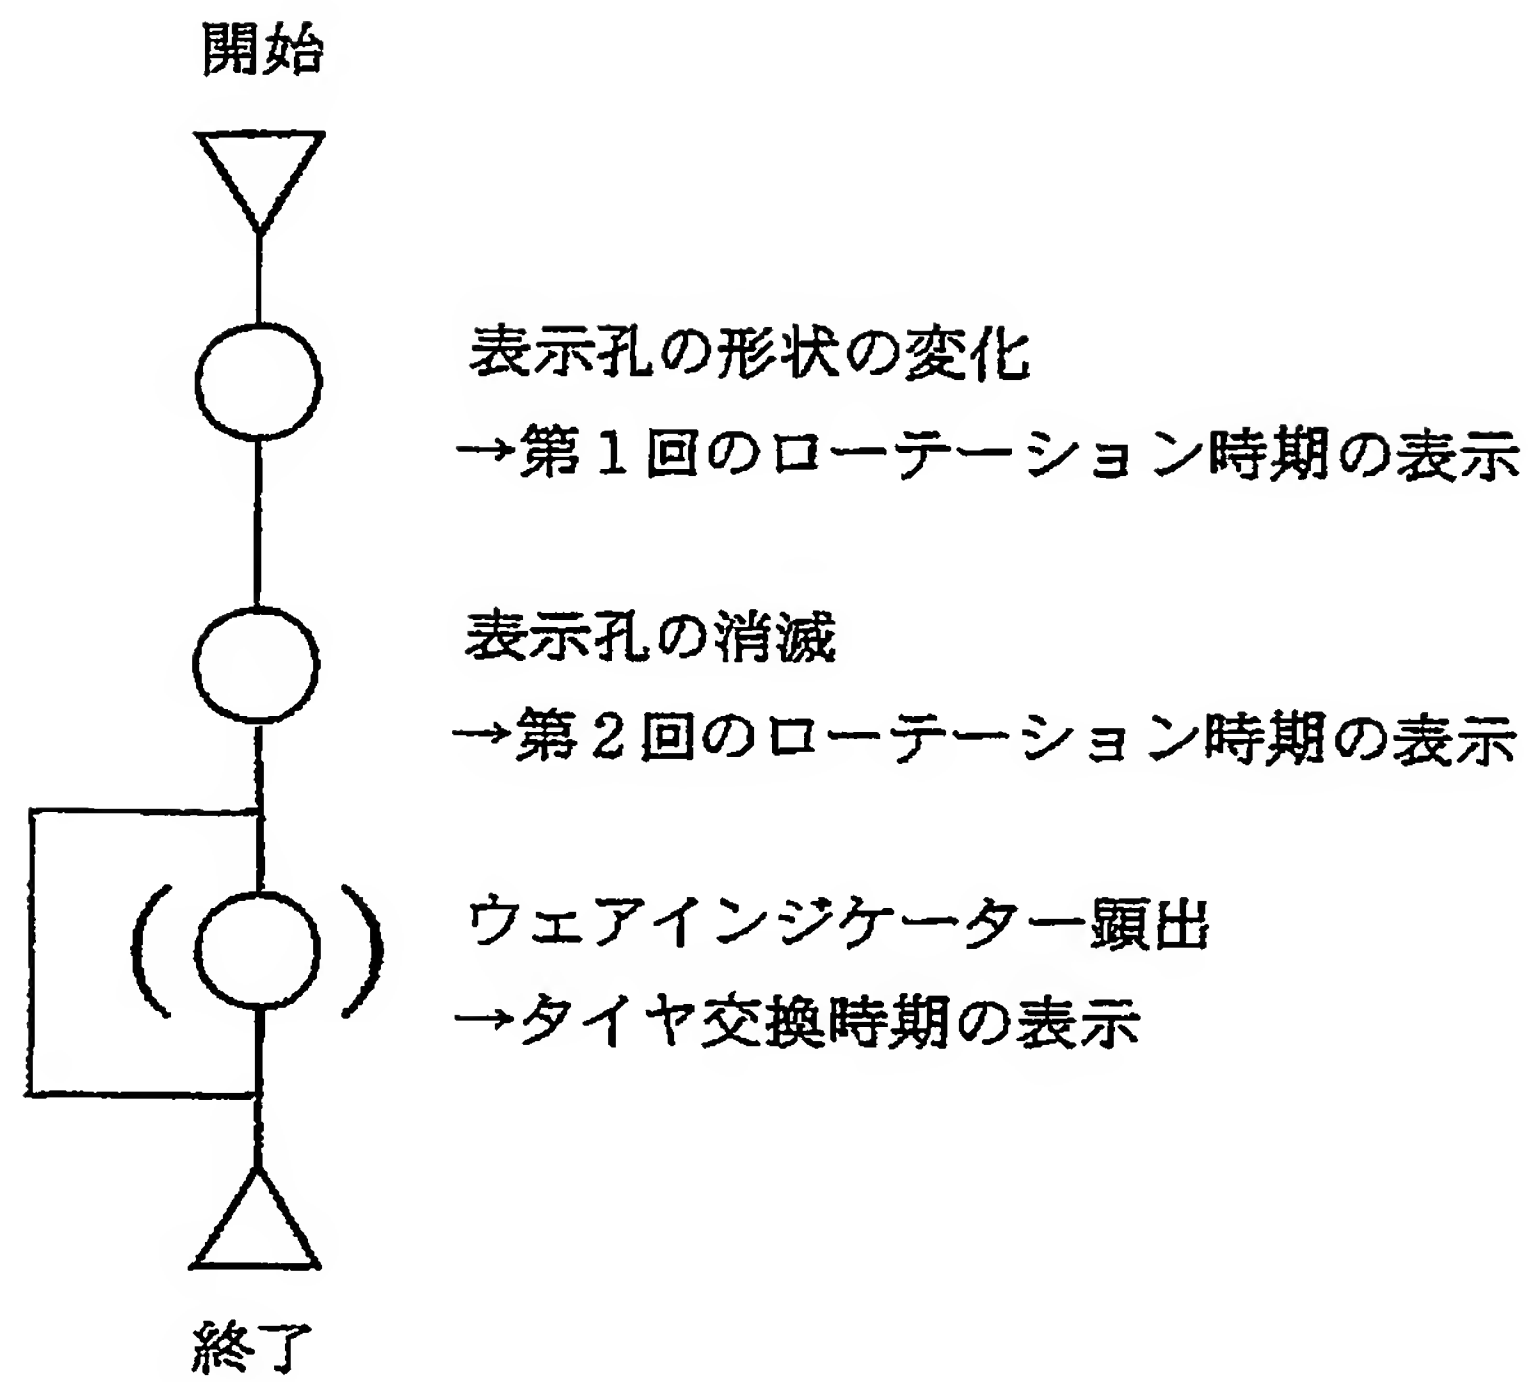 開始
表示孔の形状の変化
→第１回のローテーション時期の表示
表示孔の消滅
→第２回のローテーション時期の表示
ウェアインジケーター顕出
→タイヤ交換時期の表示
終了